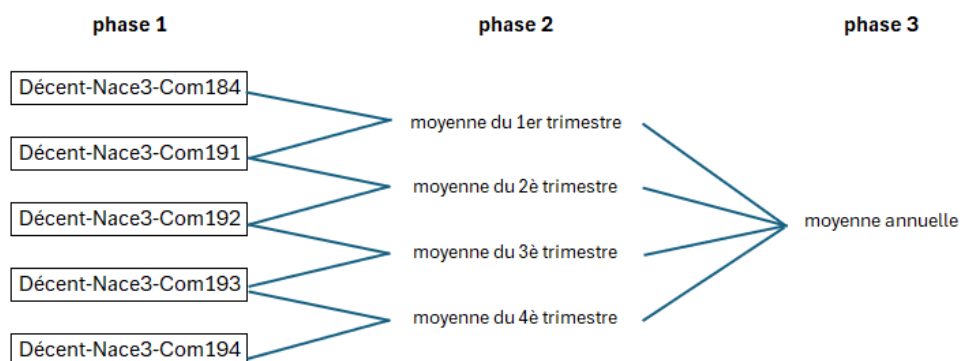 phase 1
phase 2
phase 3
Décent-Nace3-Com184
moyenne du 1er trimestre
Décent-Nace3-Com191
moyenne du 2è trimestre
Décent-Nace3-Com192
moyenne annuelle
moyenne du 3è trimestre
Décent-Nace3-Com193
moyenne du 4è trimestre
Décent-Nace3-Com194